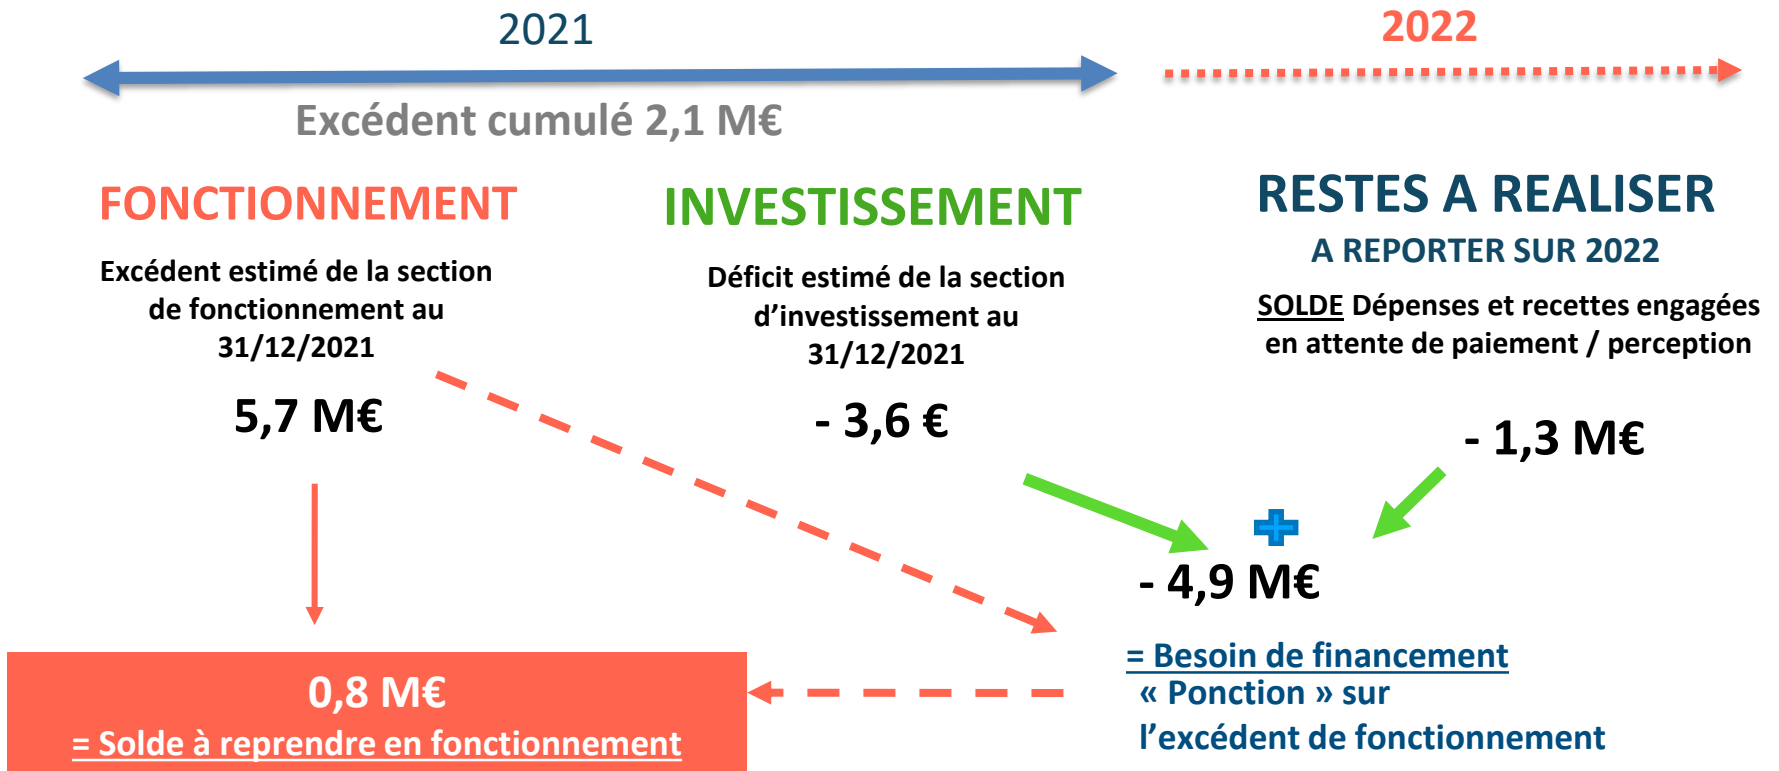 2021
2022
Excédent cumulé 2,1 M€
FONCTIONNEMENT
Excédent estimé de la section
de fonctionnement au
31/12/2021
5,7 M€
INVESTISSEMENT
Déficit estimé de la section
d’investissement au
31/12/2021
- 3,6 €
RESTES A REALISER
A REPORTER SUR 2022
SOLDE Dépenses et recettes engagées
en attente de paiement / perception
- 1,3 M€
- 4,9 M€
= Besoin de financement
« Ponction » sur
l’excédent de fonctionnement
0,8 M€
= Solde à reprendre en fonctionnement